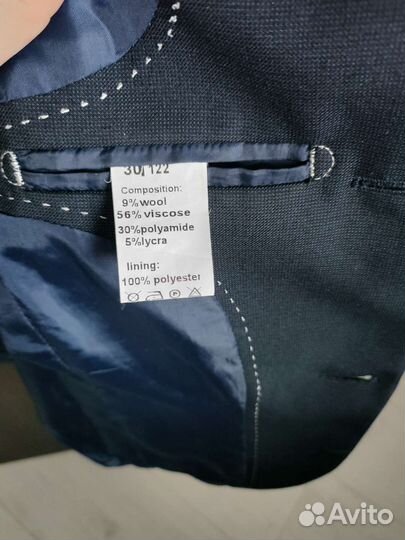 30/122
Composition:
9%wool
56%viscose
30%polyamide
5%lycra
lining:
100% polyester
Avito